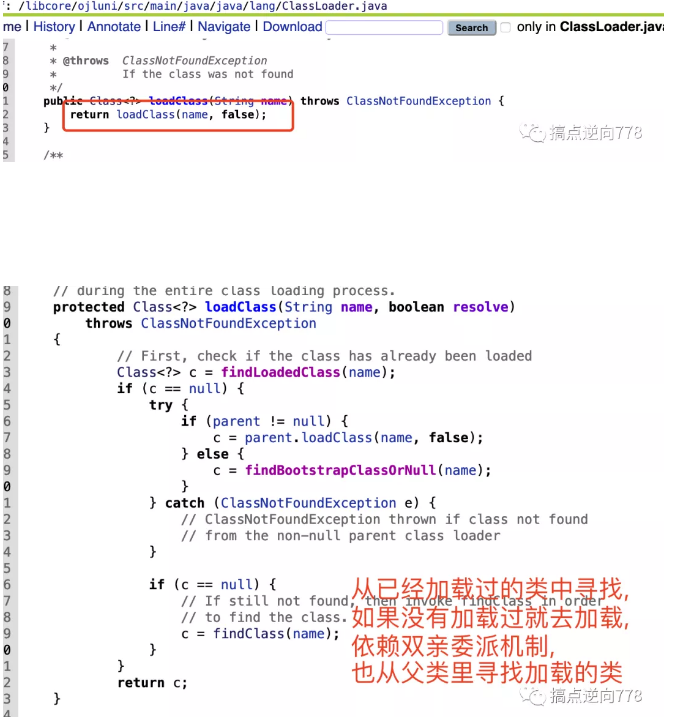 : /libcore/ojluni/src/main/java/java/lang/ClassLoader.java
me | History | Annotate | Line# | Navigate | Download Search only in ClassLoader.java
7 *
8 * @throws ClassNotFoundException
9 * If the class was not found
0 */
1 public Class<?> loadClass(String name) throws ClassNotFoundException {
2 return loadClass(name, false);
3 }
4
5 /**
搞点逆向778
8 // during the entire class loading process.
9 protected Class<?> loadClass(String name, boolean resolve)
0 throws ClassNotFoundException
1 {
2 // First, check if the class has already been loaded
3 Class<?> c = findLoadedClass(name);
4 if (c == null) {
5 try {
6 if (parent != null) {
7 c = parent.loadClass(name, false);
8 } else {
9 c = findBootstrapClassOrNull(name);
0 }
1 } catch (ClassNotFoundException e) {
2 // ClassNotFoundException thrown if class not found
3 // from the non-null parent class loader
4 }
5
6 if (c == null) {
7 // If still not found, then invoke findClass in order
8 // to find the class.
9 c = findClass(name);
0 }
1 }
2 return c;
3 }
4
从已经加载过的类中寻找,
如果没有加载过就去加载,
依赖双亲委派机制,
也从父类里寻找加载的类
搞点逆向778